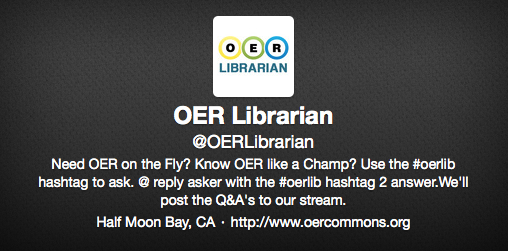 OER
LIBRARIAN
OER Librarian
@OERLibrarian
Need OER on the Fly? Know OER like a Champ? Use the #oerlib
hashtag to ask. @ reply asker with the #oerlib hashtag 2 answer.We'll
post the Q&A's to our stream.
Half Moon Bay, CA · http://www.oercommons.org